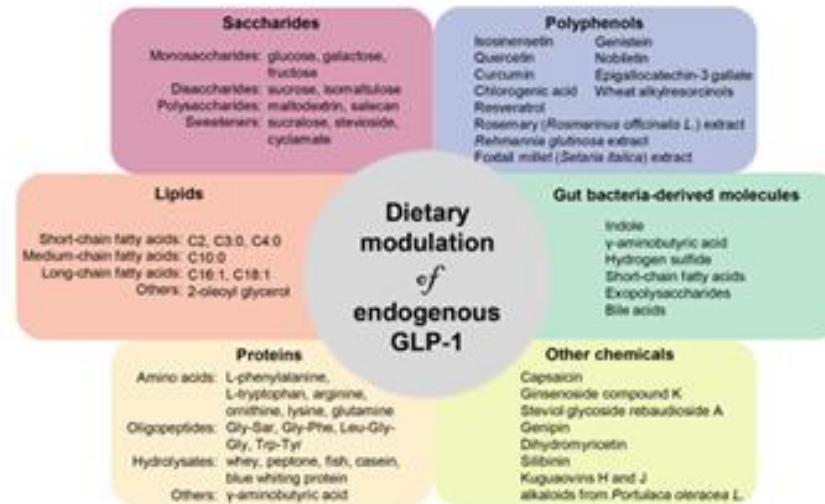 Saccharides
Monosaccharides: glucose, galactose,
fructose
Disaccharides: sucrose, isomaltulose
Polysaccharides: maltodextrin, salecan
Sweeteners: sucralose, stevioside,
cyclamate
Polyphenols
Isosinensetin Genistein
Quercetin Nobiletin
Curcumin Epigallocatechin-3 gallate
Chlorogenic acid Wheat alkylresorcinols
Resveratrol
Rosemary (Rosmarinus officinalis L.) extract
Rehmannia glutinosa extract
Foxtail millet (Setaria italica) extract
Lipids
Short-chain fatty acids: C2, C3:0, C4:0
Medium-chain fatty acids: C10:0
Long-chain fatty acids: C16:1, C18:1
Others: 2-oleoyl glycerol
Dietary
modulation
of
endogenous
GLP-1
Gut bacteria-derived molecules
Indole
γ-aminobutyric acid
Hydrogen sulfide
Short-chain fatty acids
Exopolysaccharides
Bile acids
Proteins
Amino acids: L-phenylalanine,
L-tryptophan, arginine,
ornithine, lysine, glutamine
Oligopeptides: Gly-Sar, Gly-Phe, Leu-Gly-
Gly, Trp-Tyr
Hydrolysates: whey, peptone, fish, casein,
blue whiting protein
Others: γ-aminobutyric acid
Other chemicals
Capsaicin
Ginsenoside compound K
Steviol glycoside rebaudioside A
Genipin
Dihydromyricetin
Silibinin
Kuguaovins H and J
alkaloids from Portulaca oleracea L.